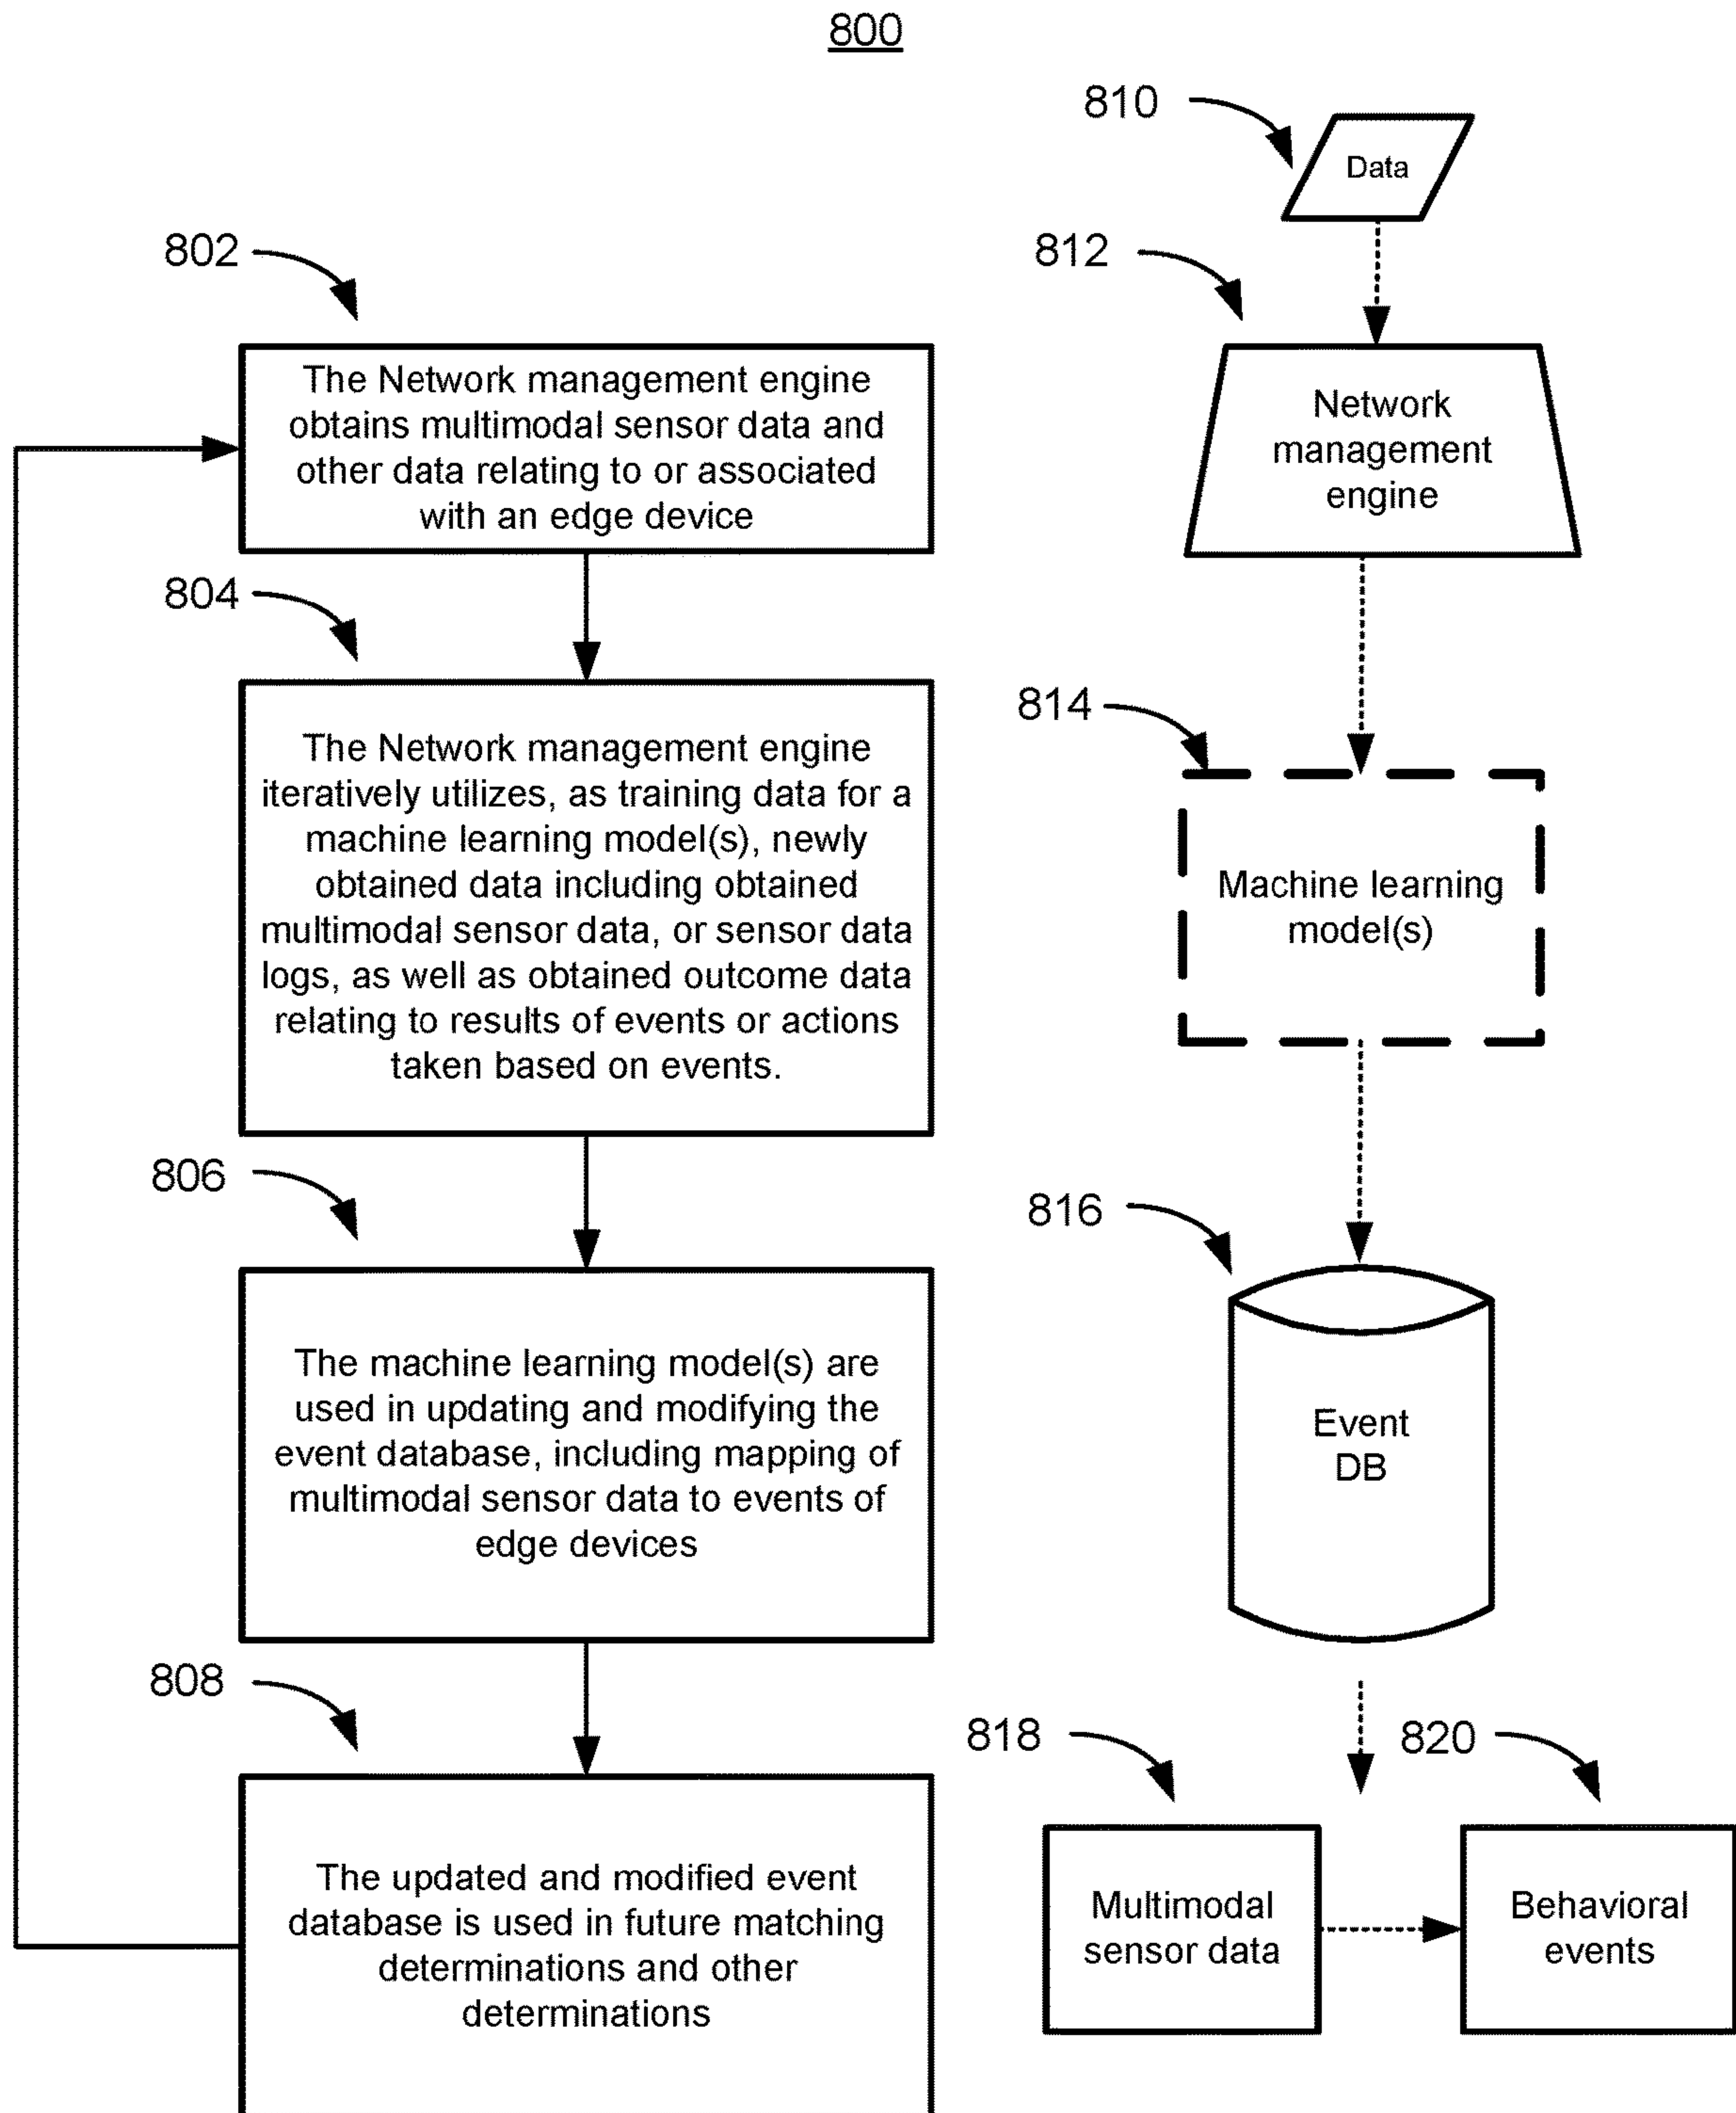 800
802
The Network management engine
obtains multimodal sensor data and
other data relating to or associated
with an edge device
804
The Network management engine
iteratively utilizes, as training data for a
machine learning model(s), newly
obtained data including obtained
multimodal sensor data, or sensor data
logs, as well as obtained outcome data
relating to results of events or actions
taken based on events.
806
The machine learning model(s) are
used in updating and modifying the
event database, including mapping of
multimodal sensor data to events of
edge devices
808
The updated and modified event
database is used in future matching
determinations and other
determinations
810
Data
812
Network
management
engine
814
Machine learning
model(s)
816
Event
DB
818
Multimodal
sensor data
820
Behavioral
events